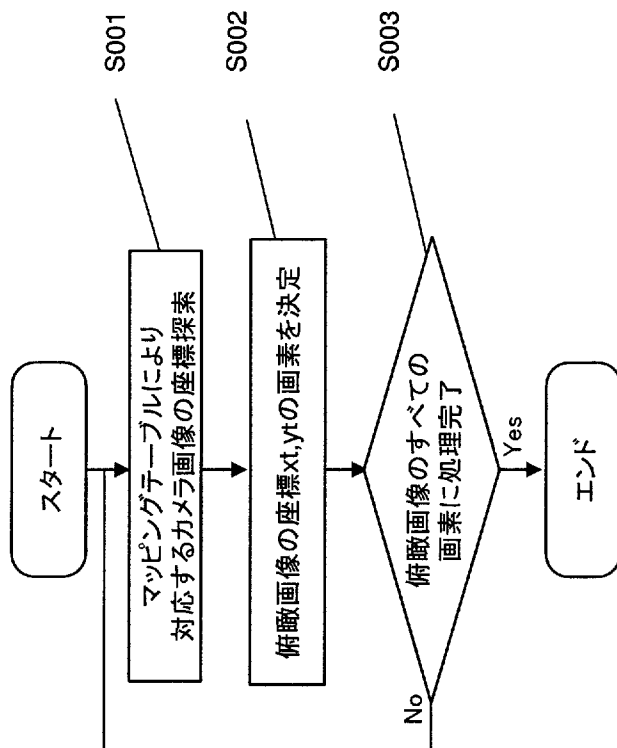 スタート
マッピングテーブルにより
対応するカメラ画像の座標探索
S001
俯瞰画像の座標xt,ytの画素を決定
S002
俯瞰画像のすべての
画素に処理完了
S003
No
Yes
エンド